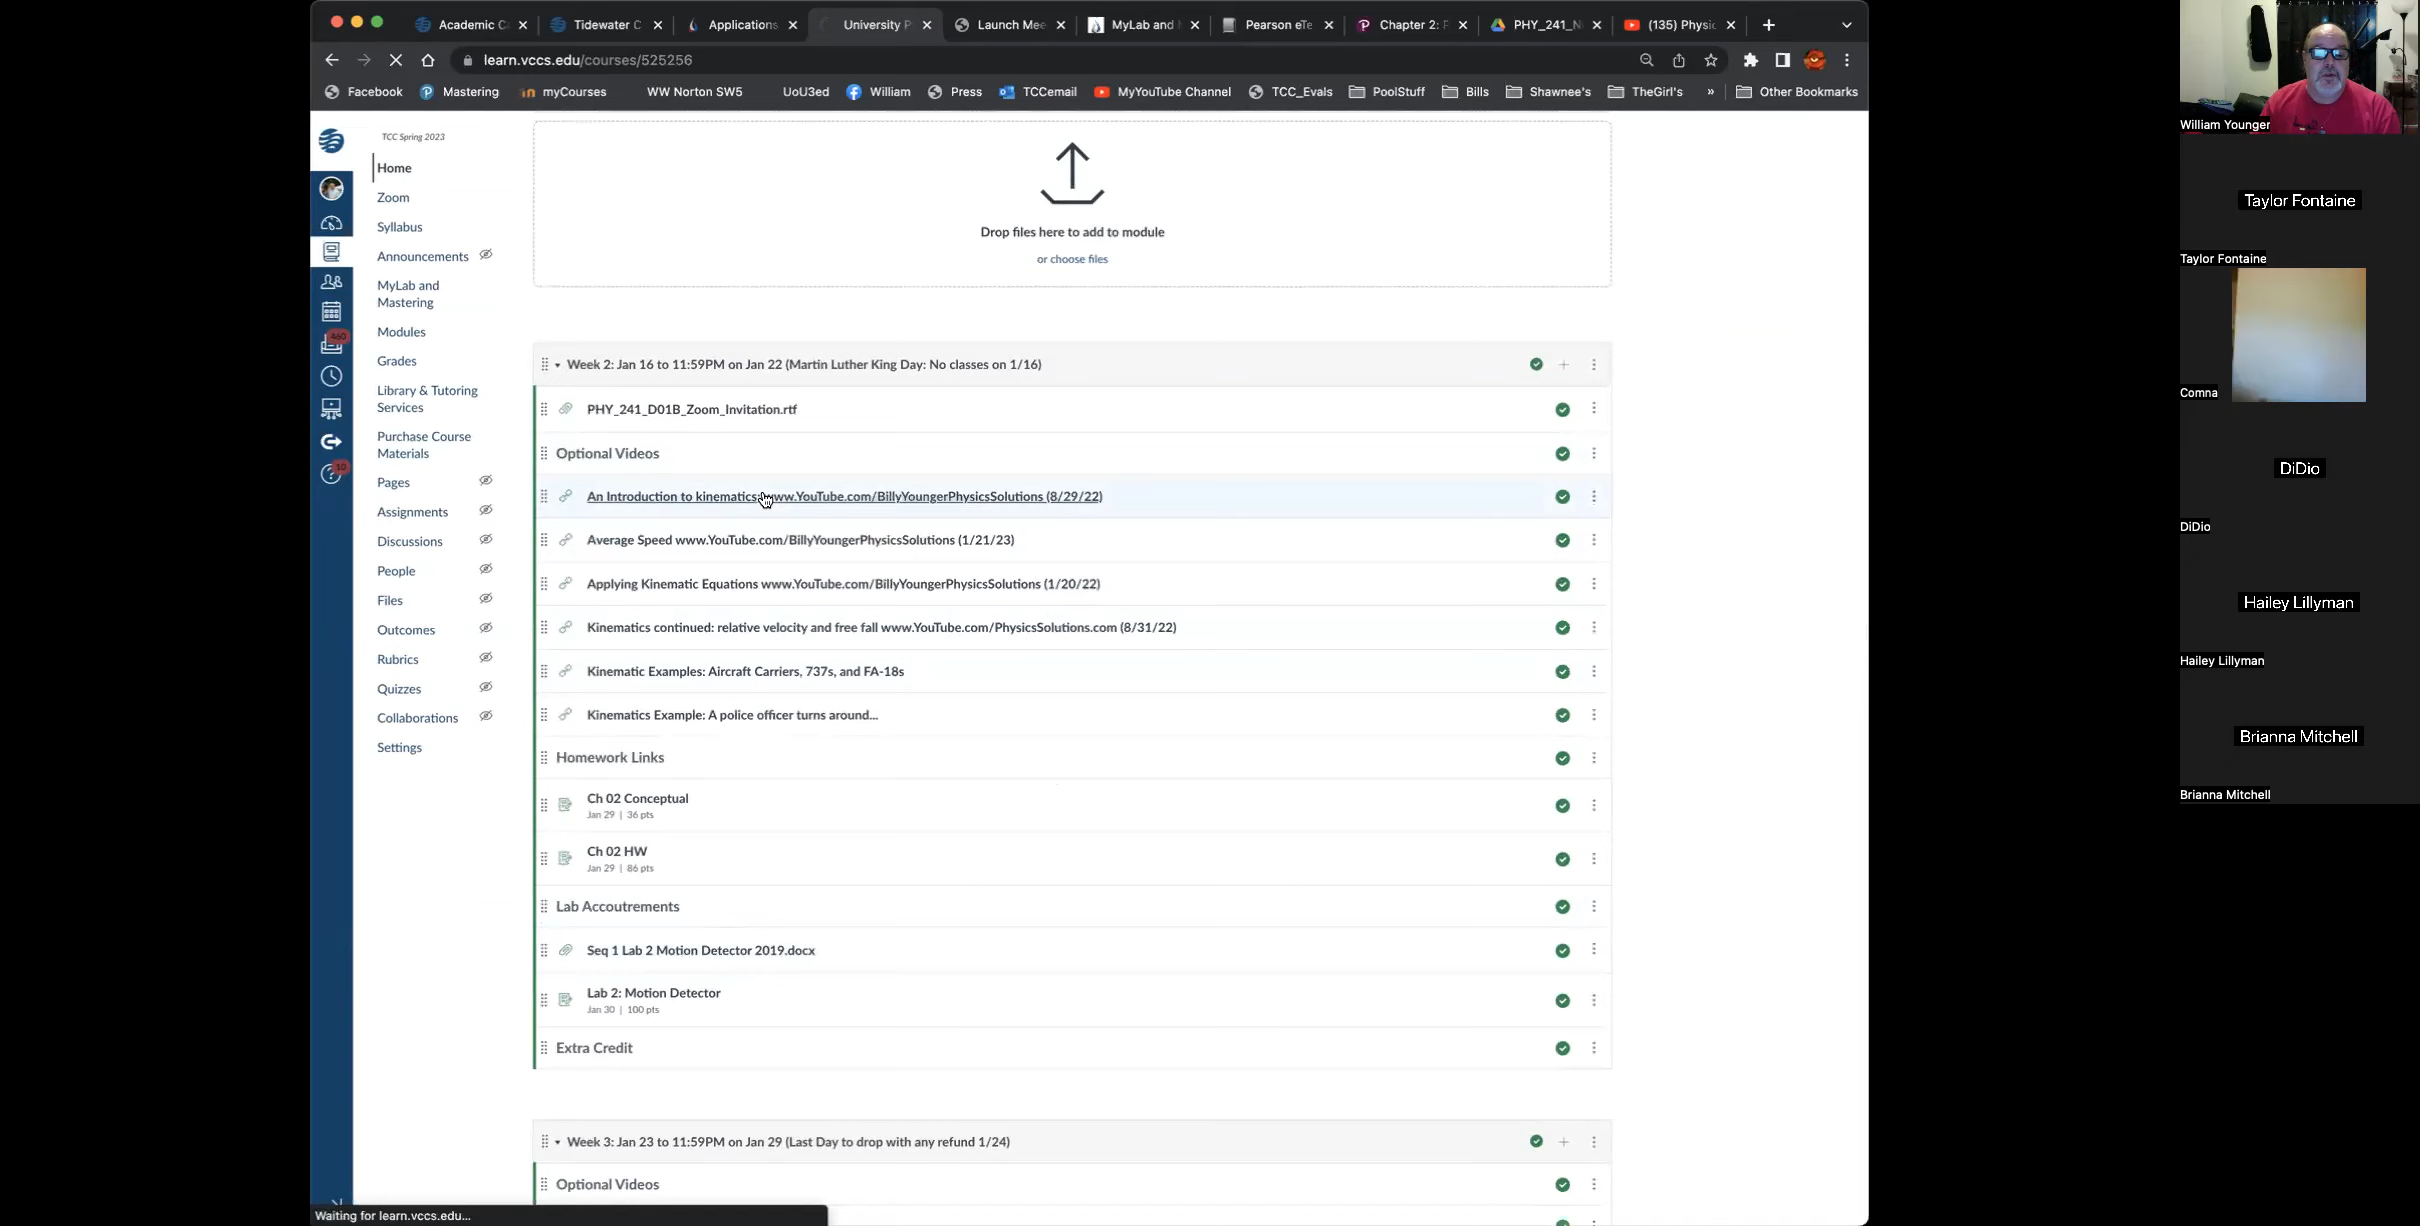 Academic C
Tidewater C
Applications
University P
Launch Mee
MyLab and
Pearson eTe
Chapter 2: F
PHY_241_N
(135) Physic
learn.vccs.edu/courses/525256
Facebook
Mastering
myCourses
WW Norton SW5
UoU3ed
William
Press
TCCemail
MyYouTube Channel
TCC_Evals
PoolStuff
Bills
Shawnee's
TheGirl's
»
Other Bookmarks
TCC Spring 2023
Home
Zoom
Syllabus
Announcements
MyLab and
Mastering
Modules
Grades
Library & Tutoring
Services
Purchase Course
Materials
Pages
Assignments
Discussions
People
Files
Outcomes
Rubrics
Quizzes
Collaborations
Settings
460
10
Drop files here to add to module
or choose files
Week 2: Jan 16 to 11:59PM on Jan 22 (Martin Luther King Day: No classes on 1/16)
PHY_241_D01B_Zoom_Invitation.rtf
Optional Videos
An Introduction to kinematics: www.YouTube.com/BillyYoungerPhysicsSolutions (8/29/22)
Average Speed www.YouTube.com/BillyYoungerPhysicsSolutions (1/21/23)
Applying Kinematic Equations www.YouTube.com/BillyYoungerPhysicsSolutions (1/20/22)
Kinematics continued: relative velocity and free fall www.YouTube.com/PhysicsSolutions.com (8/31/22)
Kinematic Examples: Aircraft Carriers, 737s, and FA-18s
Kinematics Example: A police officer turns around...
Homework Links
Ch 02 Conceptual
Jan 29 | 36 pts
Ch 02 HW
Jan 29 | 86 pts
Lab Accoutrements
Seq 1 Lab 2 Motion Detector 2019.docx
Lab 2: Motion Detector
Jan 30 | 100 pts
Extra Credit
Week 3: Jan 23 to 11:59PM on Jan 29 (Last Day to drop with any refund 1/24)
Optional Videos
Waiting for learn.vccs.edu...
William Younger
Taylor Fontaine
Taylor Fontaine
Comna
DiDio
DiDio
Hailey Lillyman
Hailey Lillyman
Brianna Mitchell
Brianna Mitchell